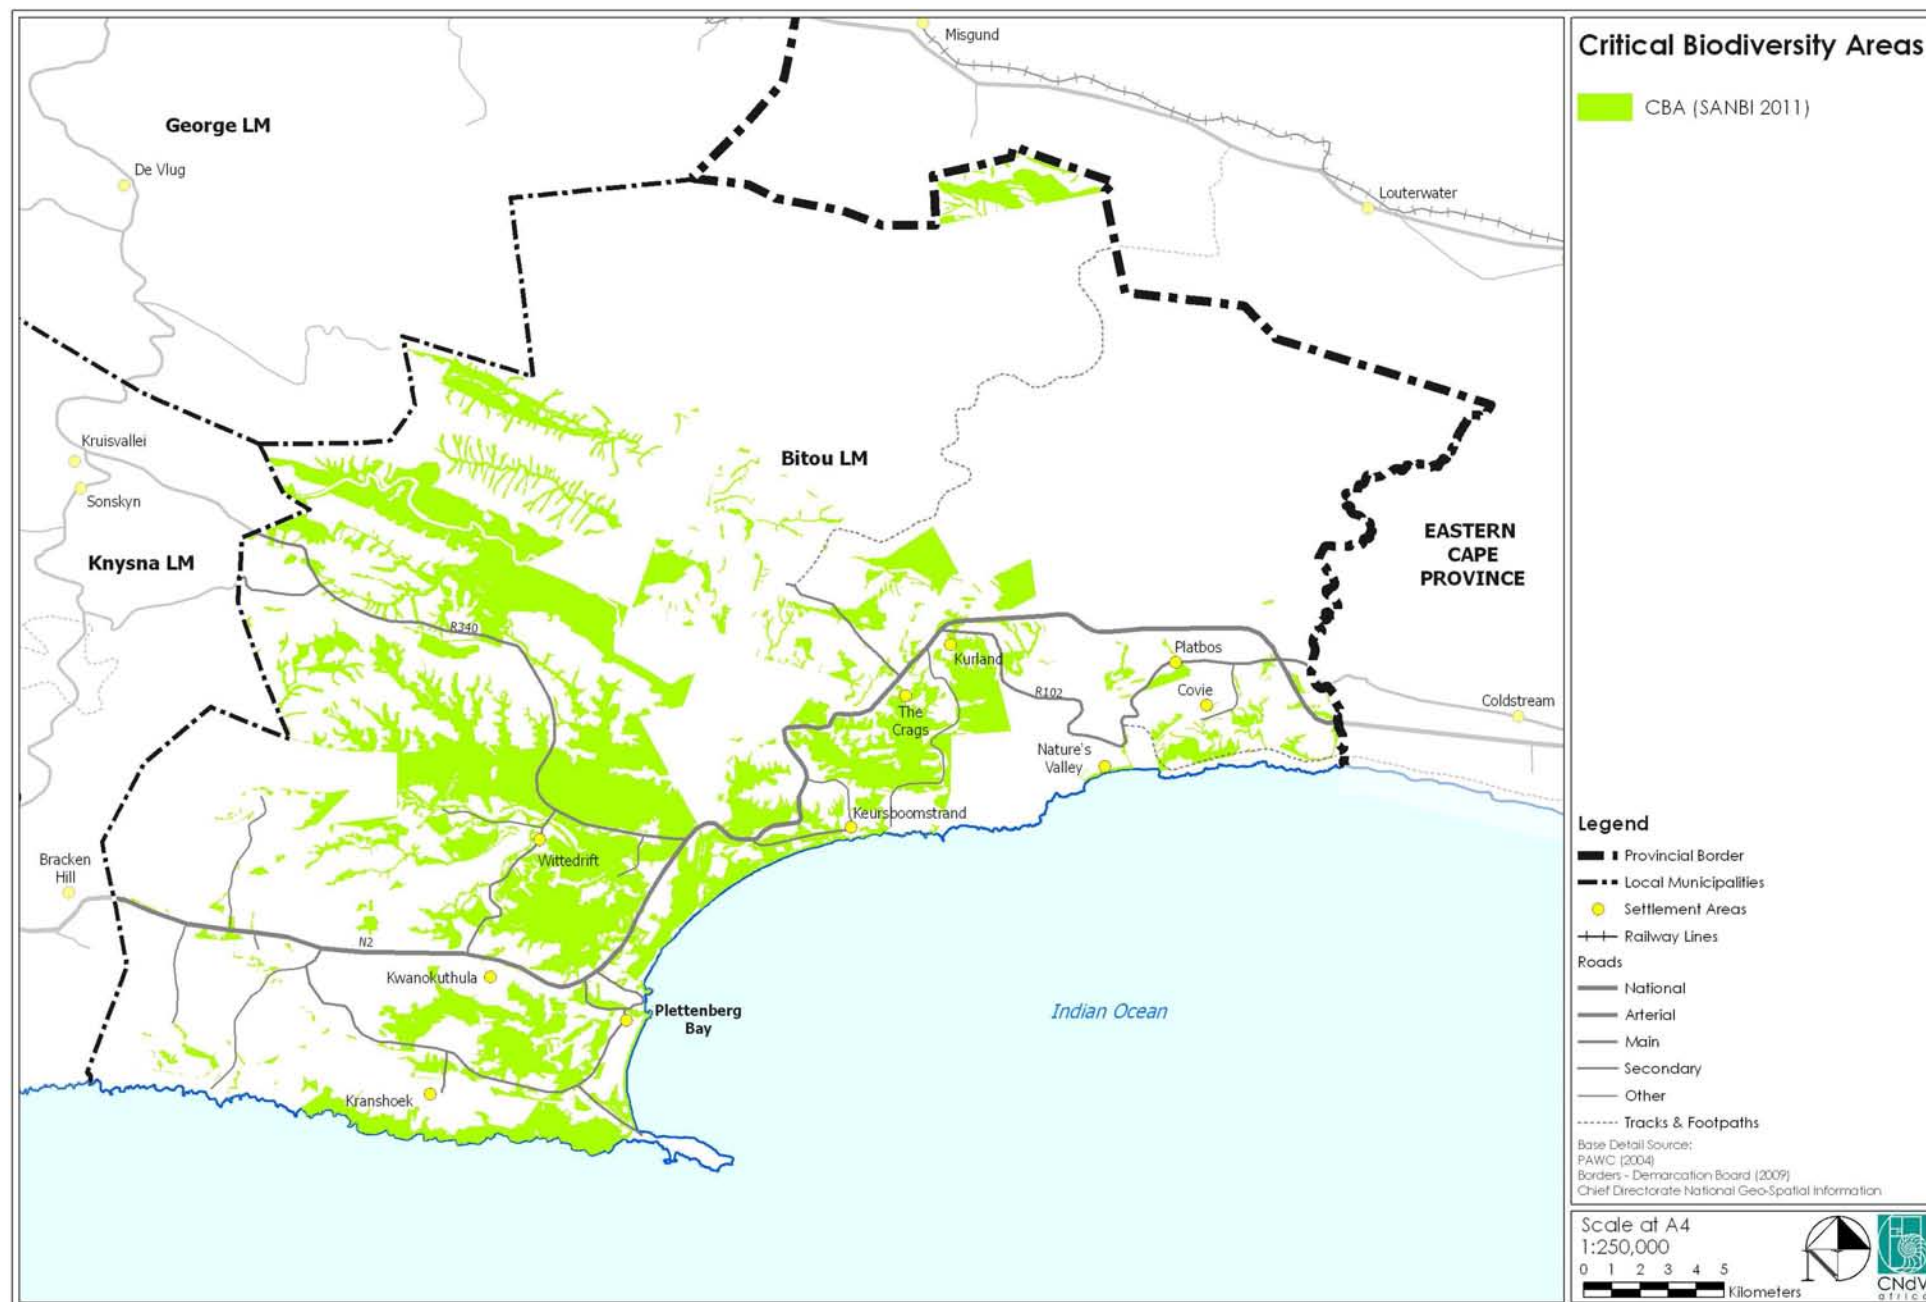 Critical Biodiversity Areas
CBA (SANBI 2011)
Misgund
George LM
De Vlug
Louterwater
Kruisvallei
Sonskyn
Bitou LM
Knysna LM
EASTERN
CAPE
PROVINCE
R340
Kurland
Platbos
R102
Covie
The
Crags
Coldstream
Nature's
Valley
Keursboomstrand
Wittedrift
Bracken
Hill
N2
Kwanokuthula
Plettenberg
Bay
Indian Ocean
Kranshoek
Legend
Provincial Border
Local Municipalities
Settlement Areas
Railway Lines
Roads
National
Arterial
Main
Secondary
Other
Tracks & Footpaths
Base Detail Source:
PAWC (2004)
Borders - Demarcation Board (2009)
Chief Directorate National Geo-Spatial Information
Scale at A4
1:250,000
0 1 2 3 4 5
Kilometers
CNdV
africa